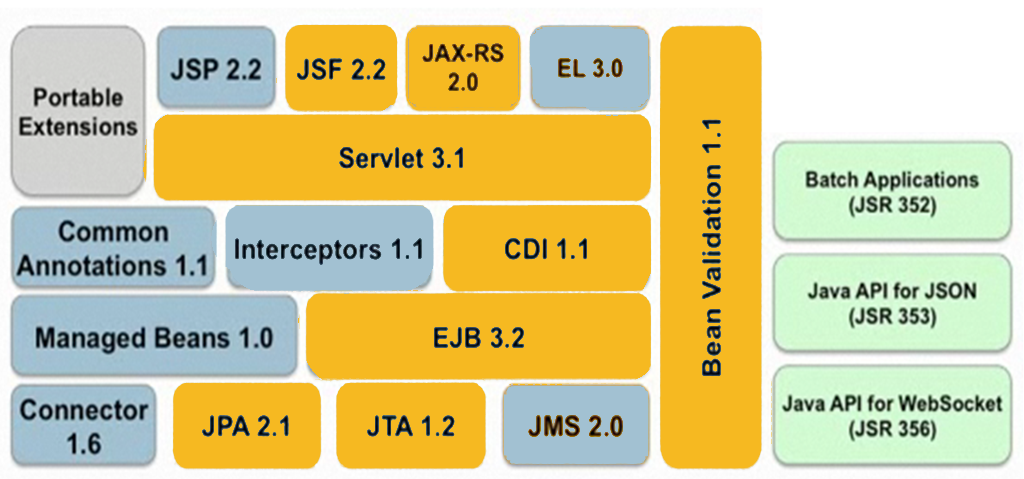 Portable
Extensions
JSP 2.2
JSF 2.2
JAX-RS
2.0
EL 3.0
Servlet 3.1
Common
Annotations 1.1
Interceptors 1.1
CDI 1.1
Managed Beans 1.0
EJB 3.2
Connector
1.6
JPA 2.1
JTA 1.2
JMS 2.0
Bean Validation 1.1
Batch Applications
(JSR 352)
Java API for JSON
(JSR 353)
Java API for WebSocket
(JSR 356)